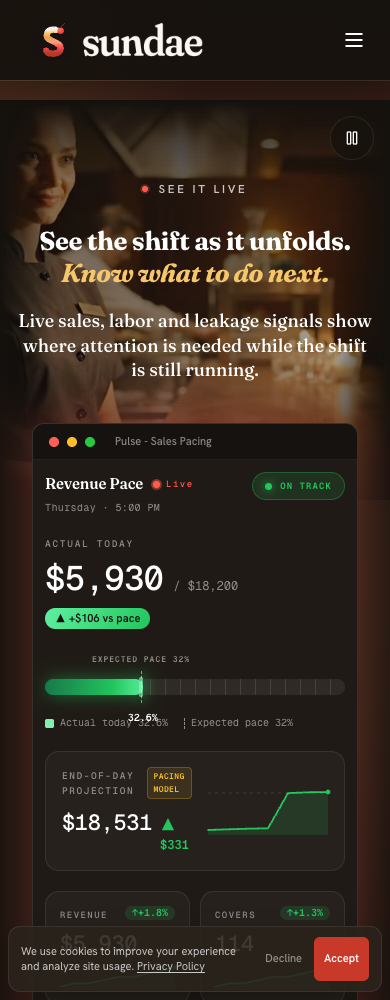 sundae
SEE IT LIVE
See the shift as it unfolds.
Know what to do next.
Live sales, labor and leakage signals show
where attention is needed while the shift
is still running.
Pulse - Sales Pacing
Revenue Pace Live
ON TRACK
Thursday · 5:00 PM
ACTUAL TODAY
$5,930 / $18,200
▲ +$106 vs pace
EXPECTED PACE 32%
32.6%
Actual today 32.6% Expected pace 32%
END-OF-DAY
PROJECTION
PACING
MODEL
$18,531 ▲
$331
REVENUE ↑+1.8%
COVERS ↑+1.3%
$5,930
114
We use cookies to improve your experience
and analyze site usage. Privacy Policy
Decline
Accept